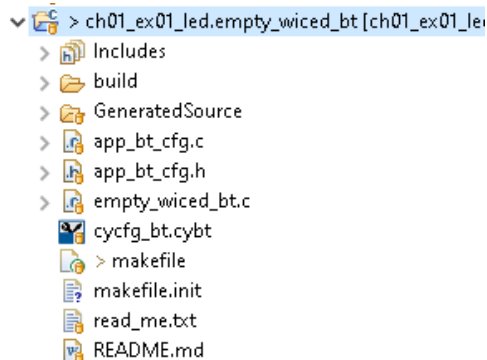 > ch01_ex01_led.empty_wiced_bt [ch01_ex01_le
Includes
build
GeneratedSource
app_bt_cfg.c
app_bt_cfg.h
empty_wiced_bt.c
cycfg_bt.cybt
> makefile
makefile.init
read_me.txt
README.md